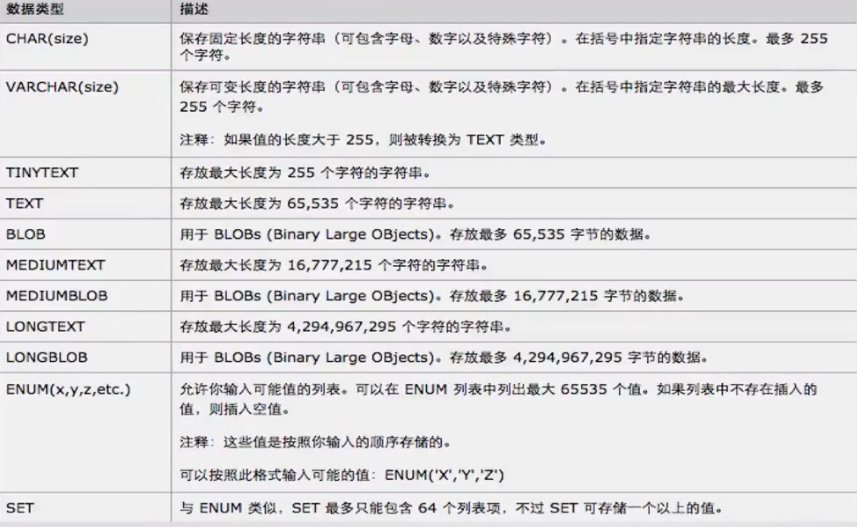 数据类型 描述
CHAR(size) 保存固定长度的字符串（可包含字母、数字以及特殊字符）。在括号中指定字符串的长度。最多 255
个字符。
VARCHAR(size) 保存可变长度的字符串（可包含字母、数字以及特殊字符）。在括号中指定字符串的最大长度。最多
255 个字符。
注释：如果值的长度大于 255，则被转换为 TEXT 类型。
TINYTEXT 存放最大长度为 255 个字符的字符串。
TEXT 存放最大长度为 65,535 个字符的字符串。
BLOB 用于 BLOBs (Binary Large OBjects)。存放最多 65,535 字节的数据。
MEDIUMTEXT 存放最大长度为 16,777,215 个字符的字符串。
MEDIUMBLOB 用于 BLOBs (Binary Large OBjects)。存放最多 16,777,215 字节的数据。
LONGTEXT 存放最大长度为 4,294,967,295 个字符的字符串。
LONGBLOB 用于 BLOBs (Binary Large OBjects)。存放最多 4,294,967,295 字节的数据。
ENUM(x,y,z,etc.) 允许你输入可能值的列表。可以在 ENUM 列表中列出最大 65535 个值。如果列表中不存在插入的
值，则插入空值。
注释：这些值是按照你输入的顺序存储的。
可以按照此格式输入可能的值：ENUM('X','Y','Z')
SET 与 ENUM 类似，SET 最多只能包含 64 个列表项，不过 SET 可存储一个以上的值。